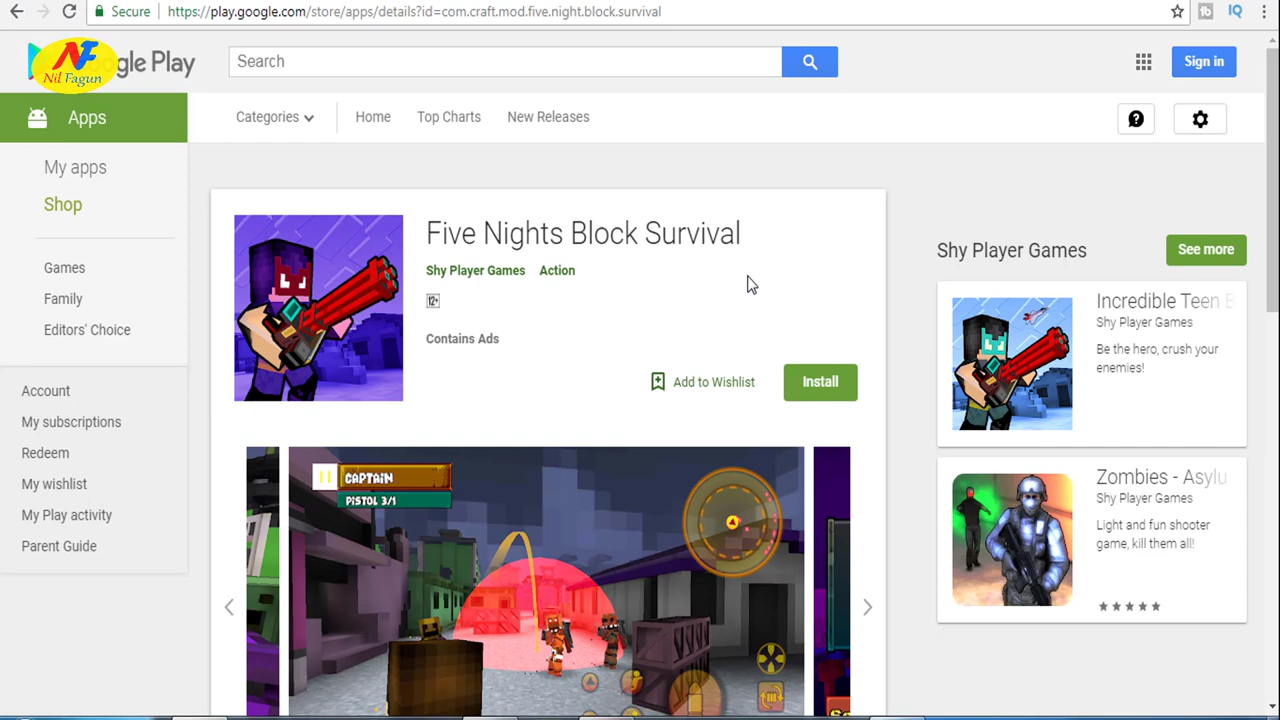 Secure https://play.google.com/store/apps/details?id=com.craft.mod.five.night.block.survival
NF
Nil Fagun
gle Play
Search
Sign in
Apps
Categories
Home
Top Charts
New Releases
My apps
Shop
Games
Family
Editors' Choice
Account
My subscriptions
Redeem
My wishlist
My Play activity
Parent Guide
Five Nights Block Survival
Shy Player Games Action
12+
Contains Ads
Add to Wishlist
Install
CAPTAIN
PISTOL 3/1
Shy Player Games
See more
Incredible Teen
Shy Player Games
Be the hero, crush your
enemies!
Zombies - Asylu
Shy Player Games
Light and fun shooter
game, kill them all!